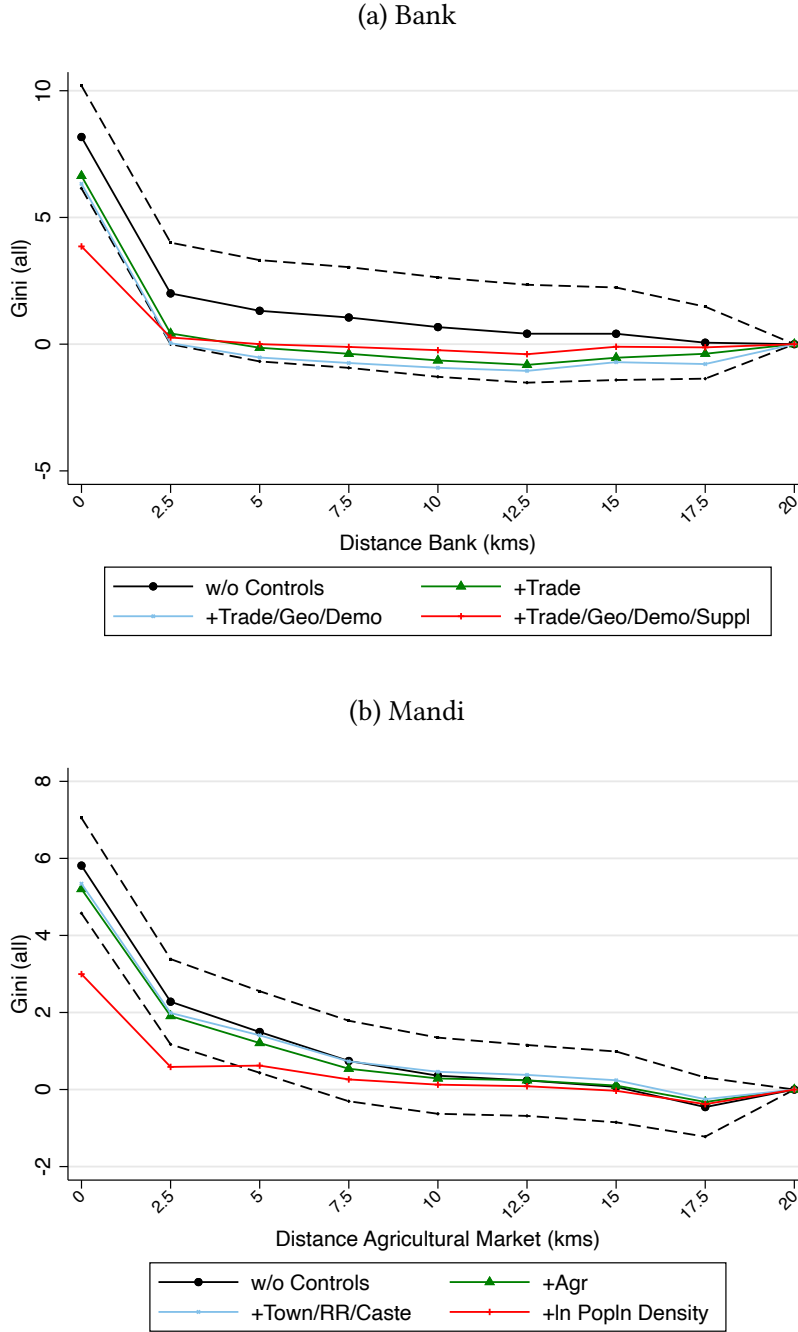 (a) Bank
10
5
0
-5
Gini (all)
0 2.5 5 7.5 10 12.5 15 17.5 20
Distance Bank (kms)
w/o Controls +Trade
+Trade/Geo/Demo +Trade/Geo/Demo/Suppl
(b) Mandi
8
6
4
2
0
-2
Gini (all)
0 2.5 5 7.5 10 12.5 15 17.5 20
Distance Agricultural Market (kms)
w/o Controls +Agr
+Town/RR/Caste +ln Popln Density